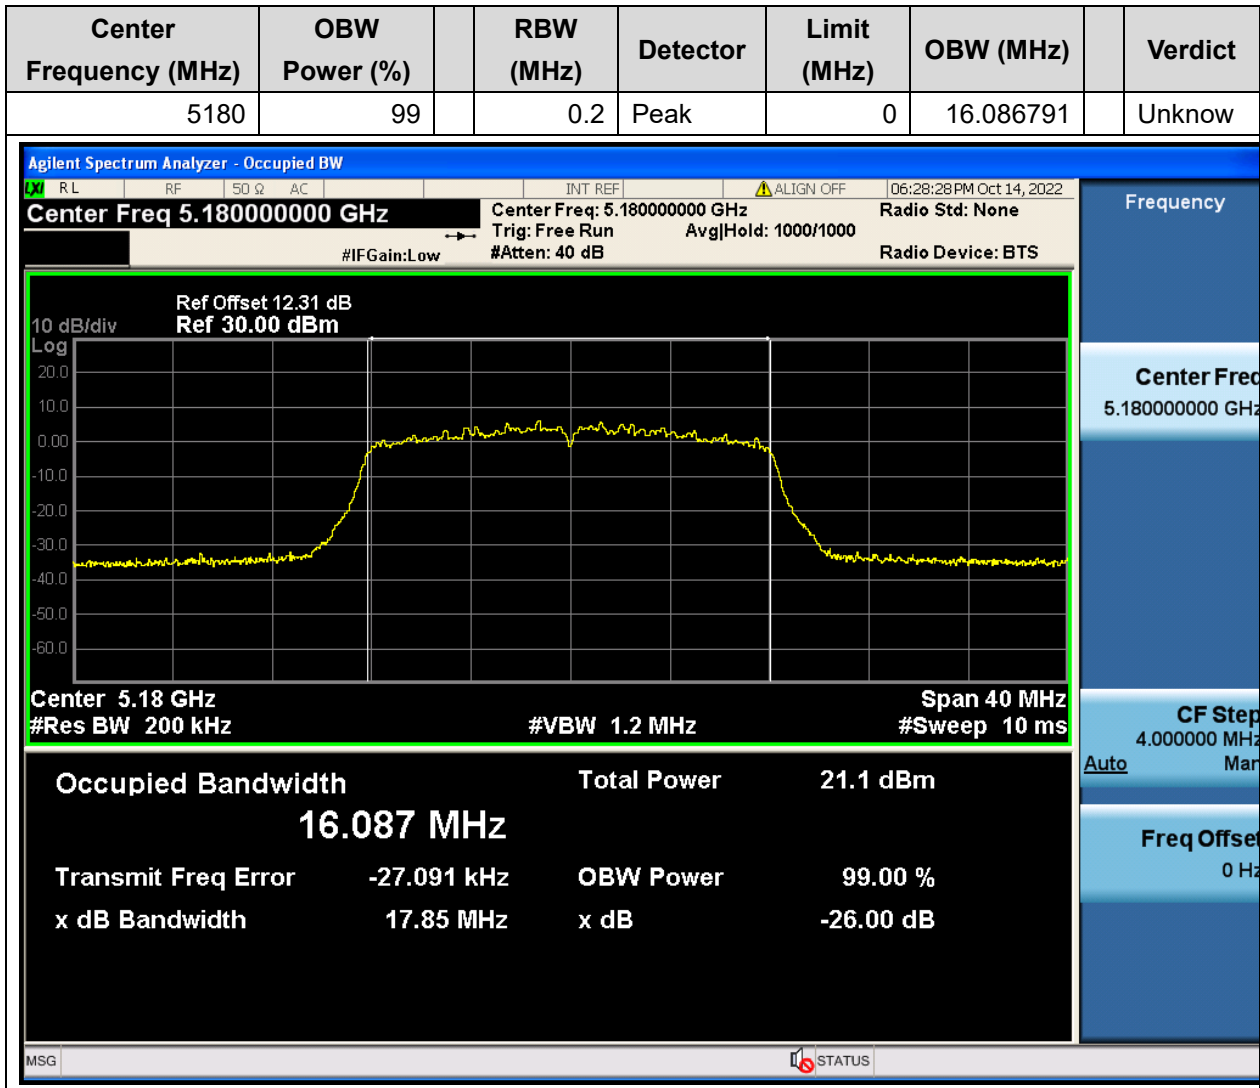 Center Frequency (MHz) OBW Power (%) RBW (MHz) Detector Limit (MHz) OBW (MHz) Verdict
5180 99 0.2 Peak 0 16.086791 Unknow
Agilent Spectrum Analyzer - Occupied BW
LXI RL RF 50 Ω AC INT REF ALIGN OFF 06:28:28 PM Oct 14, 2022
Center Freq 5.180000000 GHz
Center Freq: 5.180000000 GHz Radio Std: None
Trig: Free Run Avg|Hold: 1000/1000
#IFGain:Low #Atten: 40 dB Radio Device: BTS
Ref Offset 12.31 dB
10 dB/div Ref 30.00 dBm
Log
20.0
10.0
0.00
-10.0
-20.0
-30.0
-40.0
-50.0
-60.0
Center 5.18 GHz Span 40 MHz
#Res BW 200 kHz #VBW 1.2 MHz #Sweep 10 ms
Occupied Bandwidth Total Power 21.1 dBm
16.087 MHz
Transmit Freq Error -27.091 kHz OBW Power 99.00 %
x dB Bandwidth 17.85 MHz x dB -26.00 dB
MSG STATUS
Frequency
Center Freq
5.180000000 GHz
CF Step
4.000000 MHz
Auto Man
Freq Offset
0 Hz